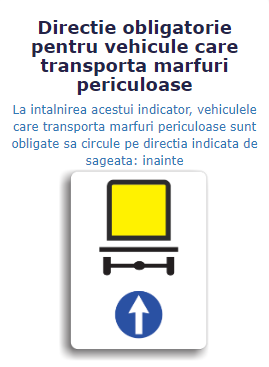 Directie obligatorie
pentru vehicule care
transporta marfuri
periculoase
La intalnirea acestui indicator, vehiculele
care transporta marfuri periculoase sunt
obligate sa circule pe directia indicata de
sageata: inainte